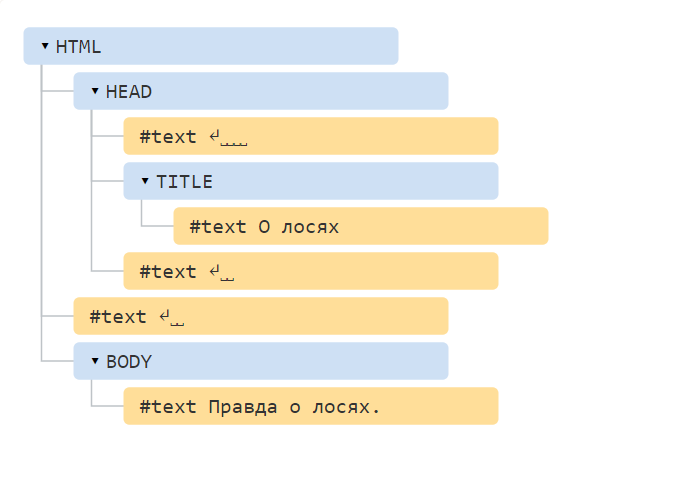 ▾ HTML
▾ HEAD
#text ↵␣␣␣␣
▾ TITLE
#text О лосях
#text ↵␣␣
#text ↵␣␣
▾ BODY
#text Правда о лосях.